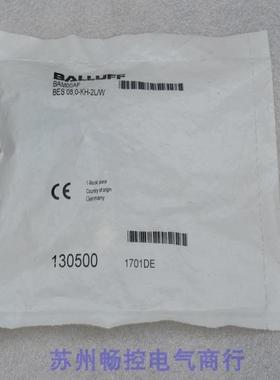 BALLUFF
BAM00AF
BES 08,0-KH-2L/W
CE
1 Stück/ piece
Country of origin
Germany
130500
1701DE
苏州畅控电气商行